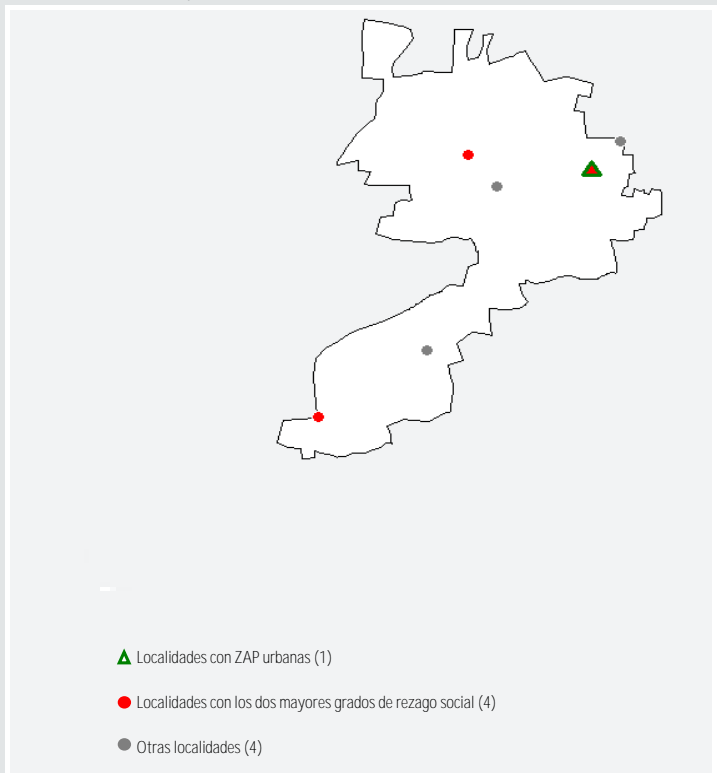 Localidades con ZAP urbanas (1)
Localidades con los dos mayores grados de rezago social (4)
Otras localidades (4)